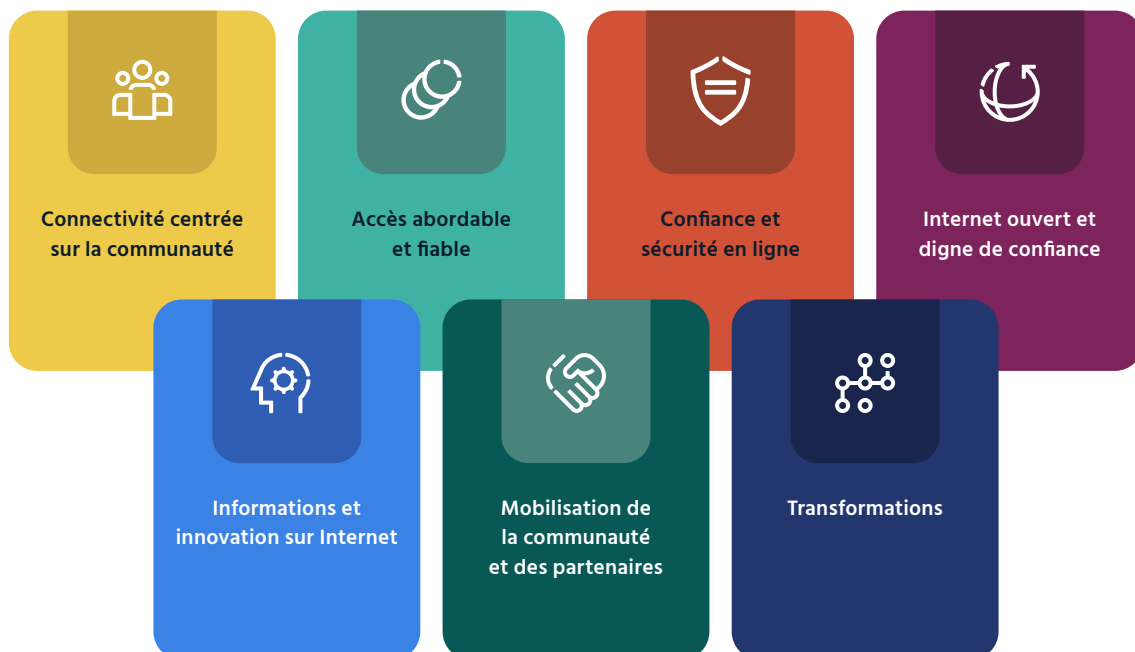 Connectivité centrée
sur la communauté
Accès abordable
et fiable
Confiance et
sécurité en ligne
Internet ouvert et
digne de confiance
Informations et
innovation sur Internet
Mobilisation de
la communauté
et des partenaires
Transformations